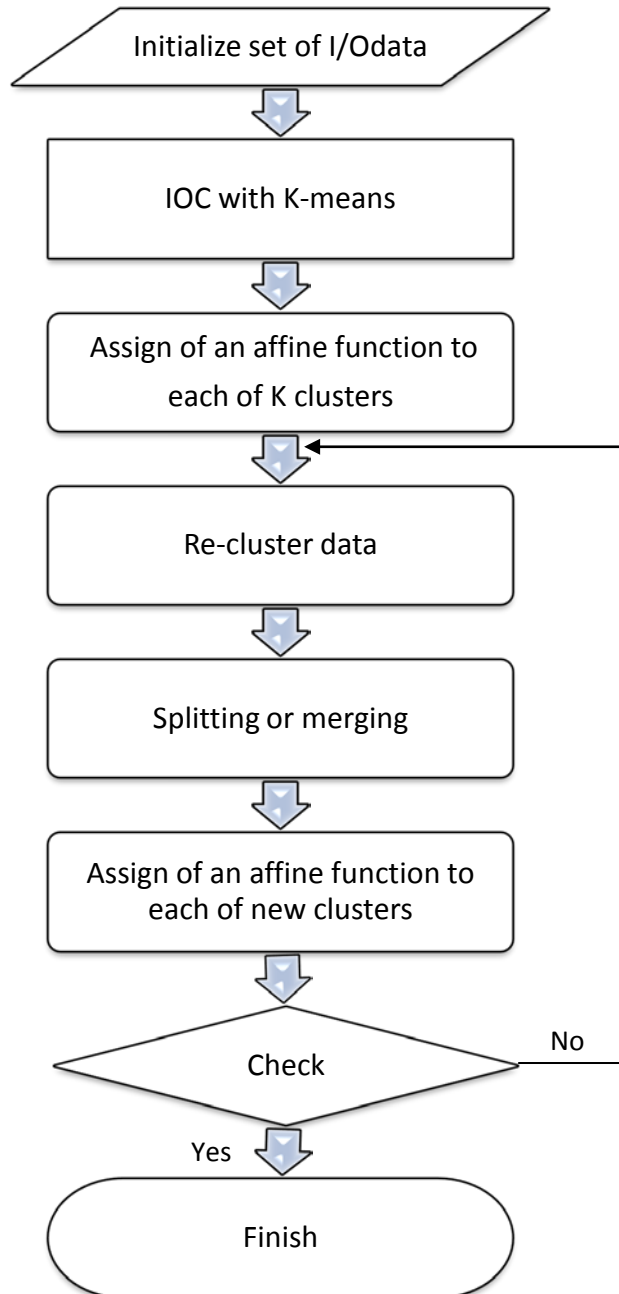 Initialize set of I/Odata
IOC with K-means
Assign of an affine function to
each of K clusters
Re-cluster data
Splitting or merging
Assign of an affine function to
each of new clusters
Check
No
Yes
Finish